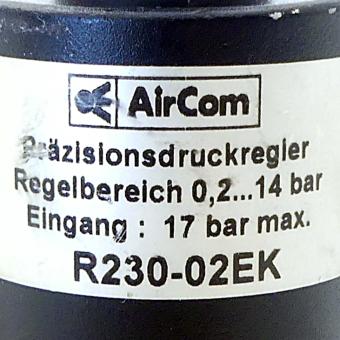 AirCom
Präzisionsdruckregler
Regelbereich 0,2...14 bar
Eingang : 17 bar max.
R230-02EK